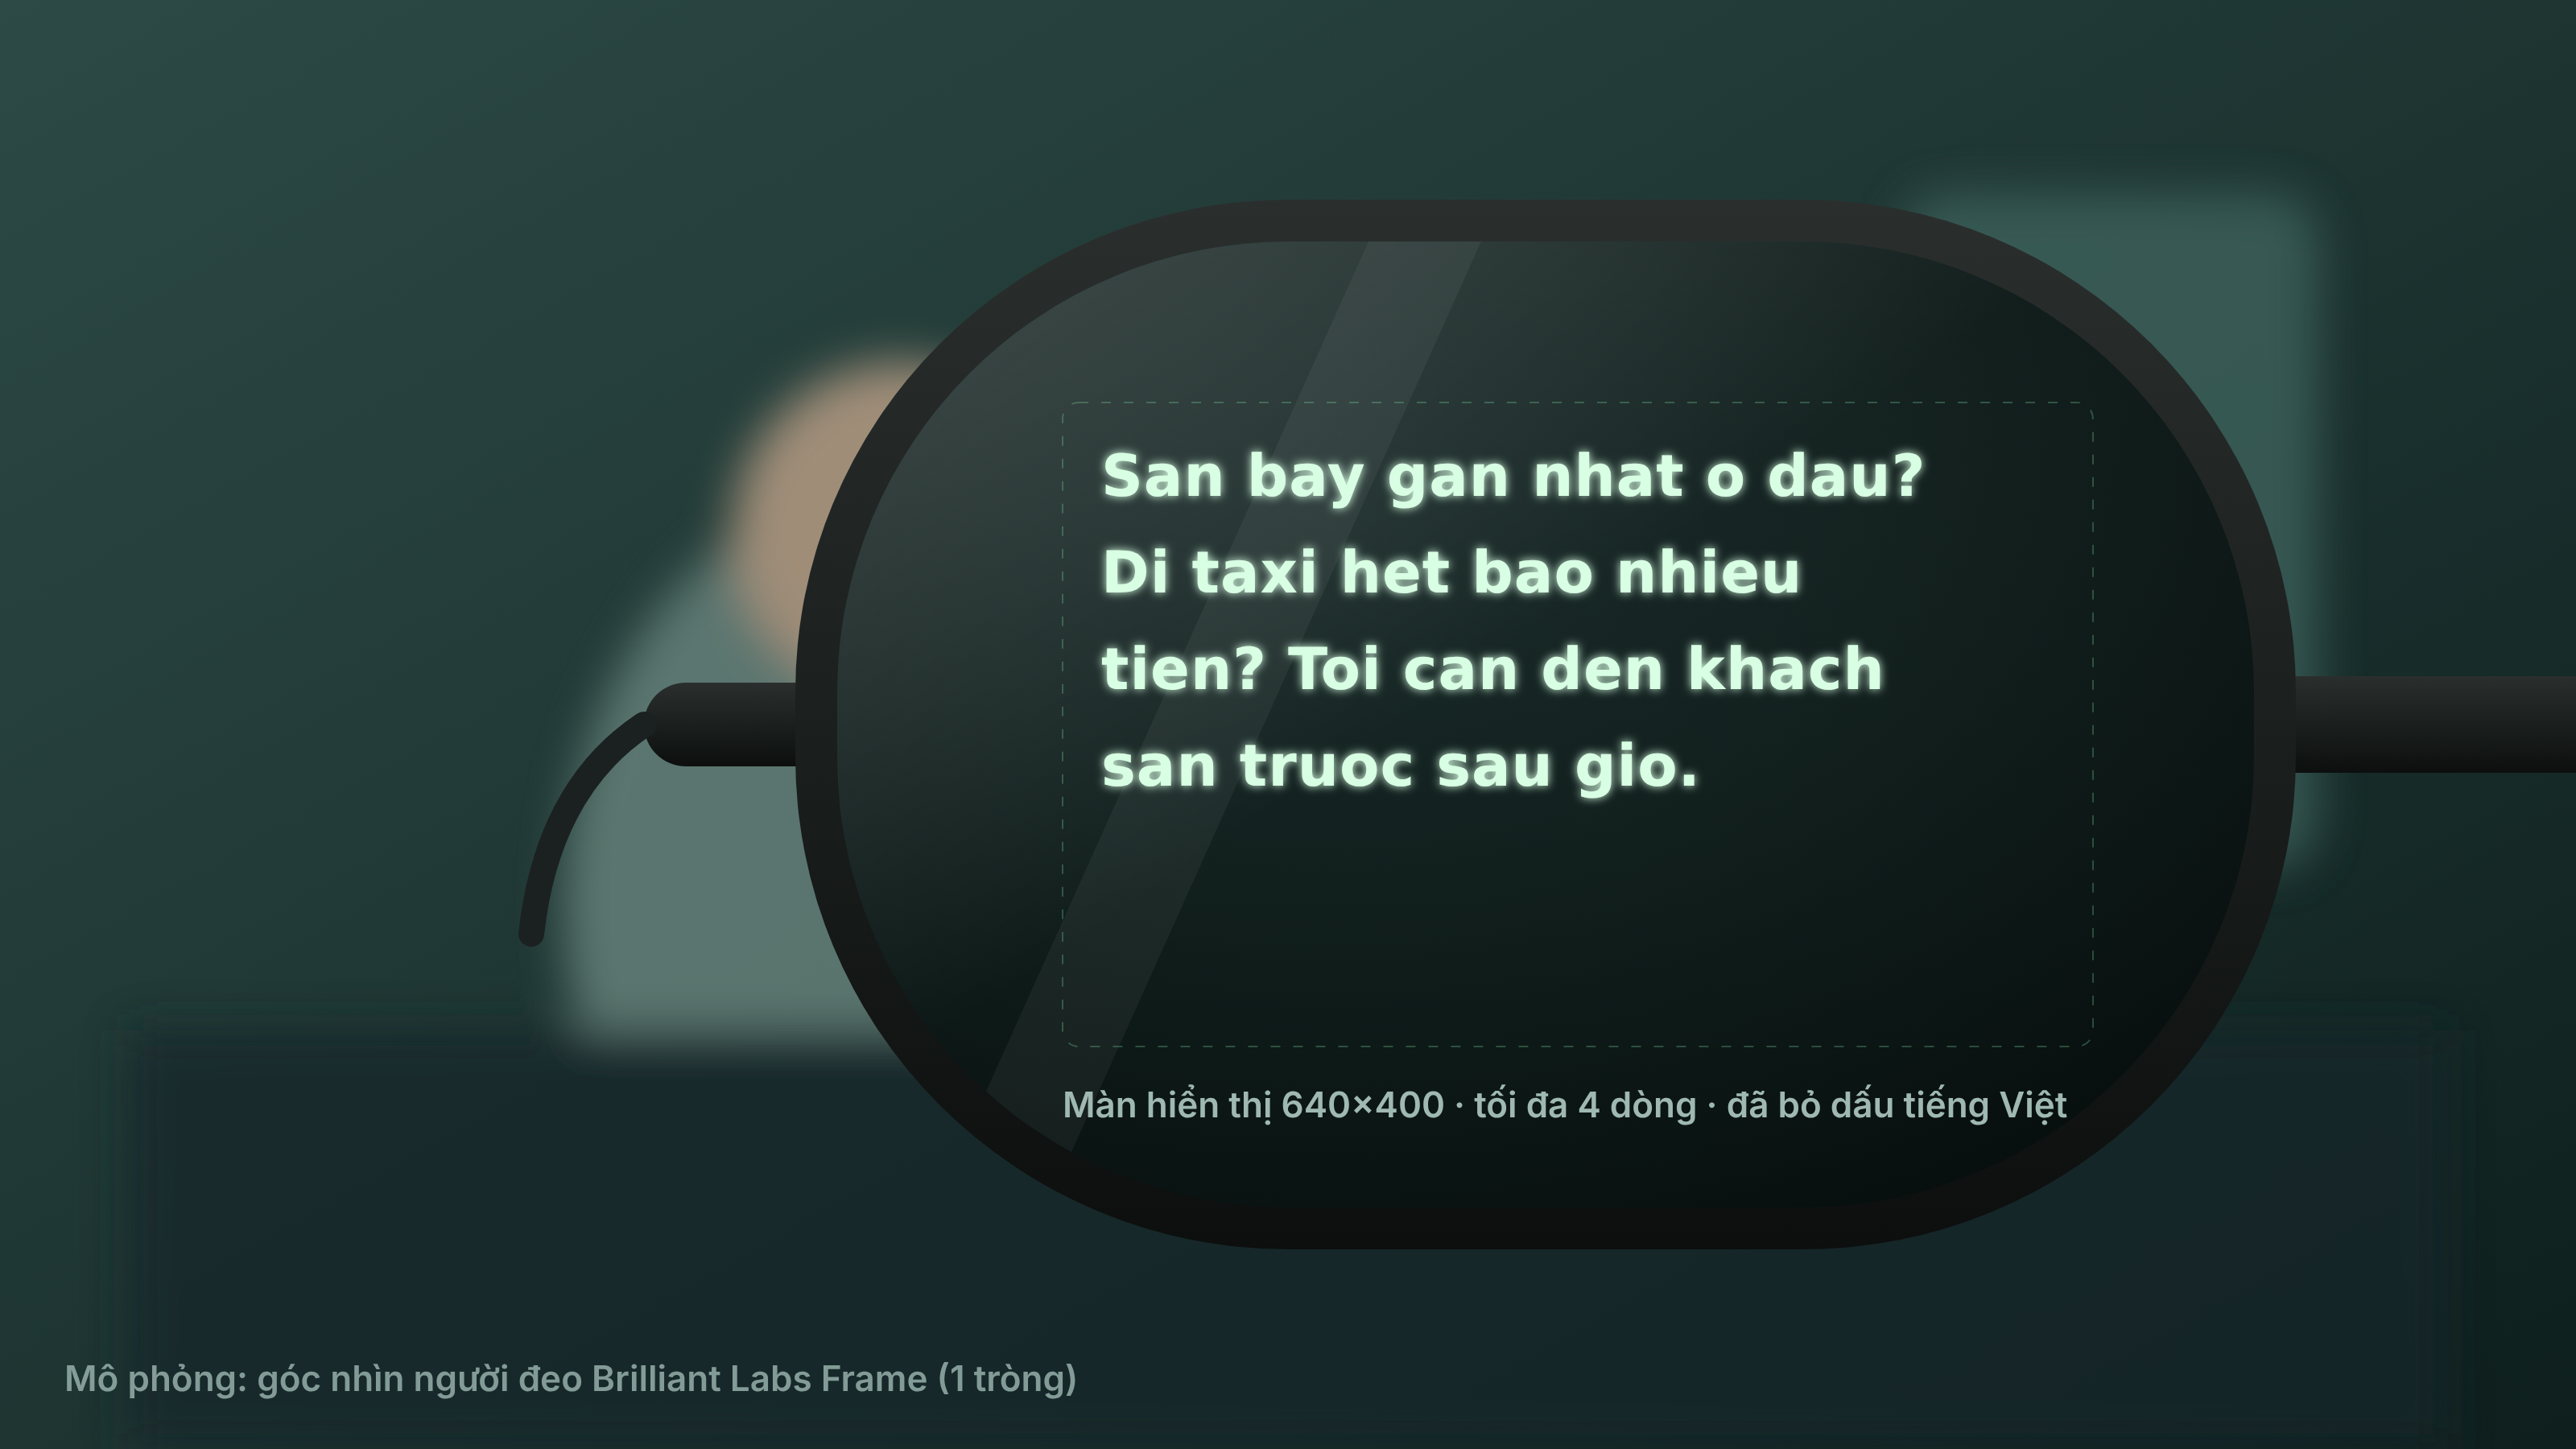 San bay gan nhat o dau?
Di taxi het bao nhieu
tien? Toi can den khach
san truoc sau gio.
Màn hiển thị 640×400 · tối đa 4 dòng · đã bỏ dấu tiếng Việt
Mô phỏng: góc nhìn người đeo Brilliant Labs Frame (1 tròng)